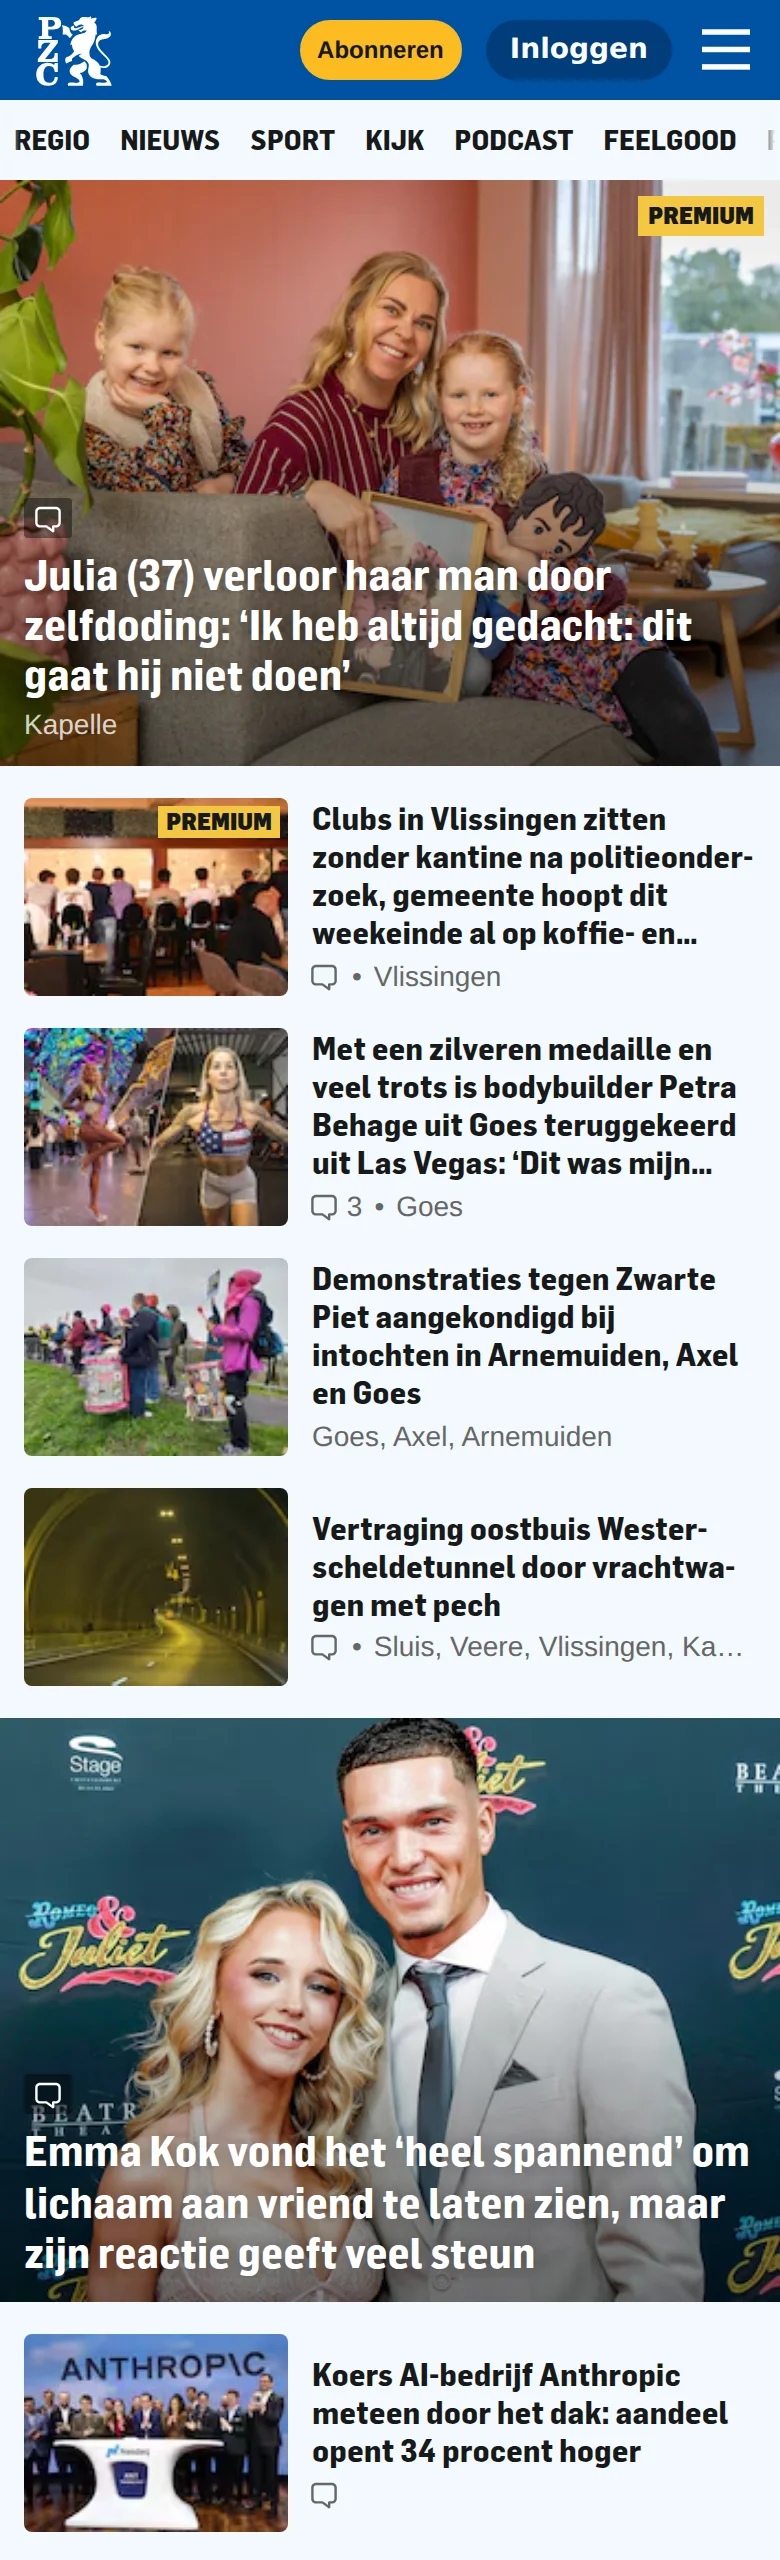 PZC
Abonneren
Inloggen
REGIO NIEUWS SPORT KIJK PODCAST FEELGOOD
PREMIUM
Julia (37) verloor haar man door
zelfdoding: ‘Ik heb altijd gedacht: dit
gaat hij niet doen’
Kapelle
PREMIUM
Clubs in Vlissingen zitten
zonder kantine na politieonder-
zoek, gemeente hoopt dit
weekeinde al op koffie- en...
• Vlissingen
Met een zilveren medaille en
veel trots is bodybuilder Petra
Behage uit Goes teruggekeerd
uit Las Vegas: ‘Dit was mijn...
3 • Goes
Demonstraties tegen Zwarte
Piet aangekondigd bij
intochten in Arnemuiden, Axel
en Goes
Goes, Axel, Arnemuiden
Vertraging oostbuis Wester-
scheldetunnel door vrachtwa-
gen met pech
• Sluis, Veere, Vlissingen, Ka...
Stage
ROMEO
& Juliet
BEATR
THEA
Emma Kok vond het ‘heel spannend’ om
lichaam aan vriend te laten zien, maar
zijn reactie geeft veel steun
ANTHROP\C
Nasdaq
Koers AI-bedrijf Anthropic
meteen door het dak: aandeel
opent 34 procent hoger